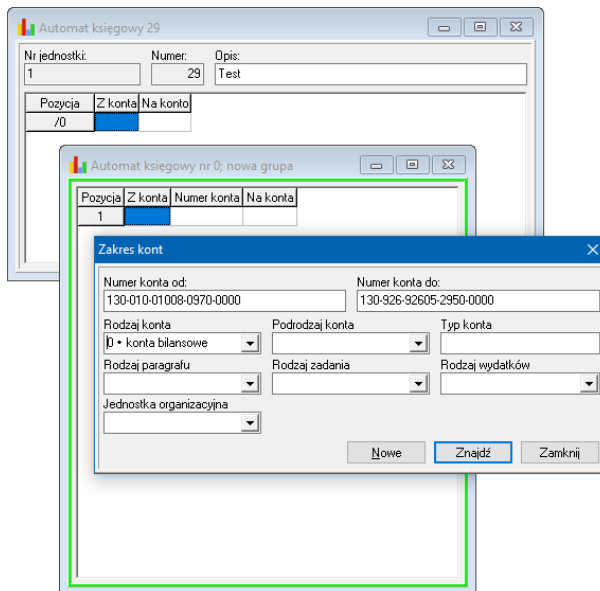 Automat księgowy 29
Nr jednostki: Numer: Opis:
1 29 Test
Pozycja Z konta Na konto
/0
Automat księgowy nr 0; nowa grupa
Pozycja Z konta Numer konta Na konta
1
Zakres kont
Numer konta od: Numer konta do:
130-010-01008-0970-0000 130-926-92605-2950-0000
Rodzaj konta Podrodzaj konta Typ konta
0 + konta bilansowe
Rodzaj paragrafu Rodzaj zadania Rodzaj wydatków
Jednostka organizacyjna
Nowe Znajdź Zamknij